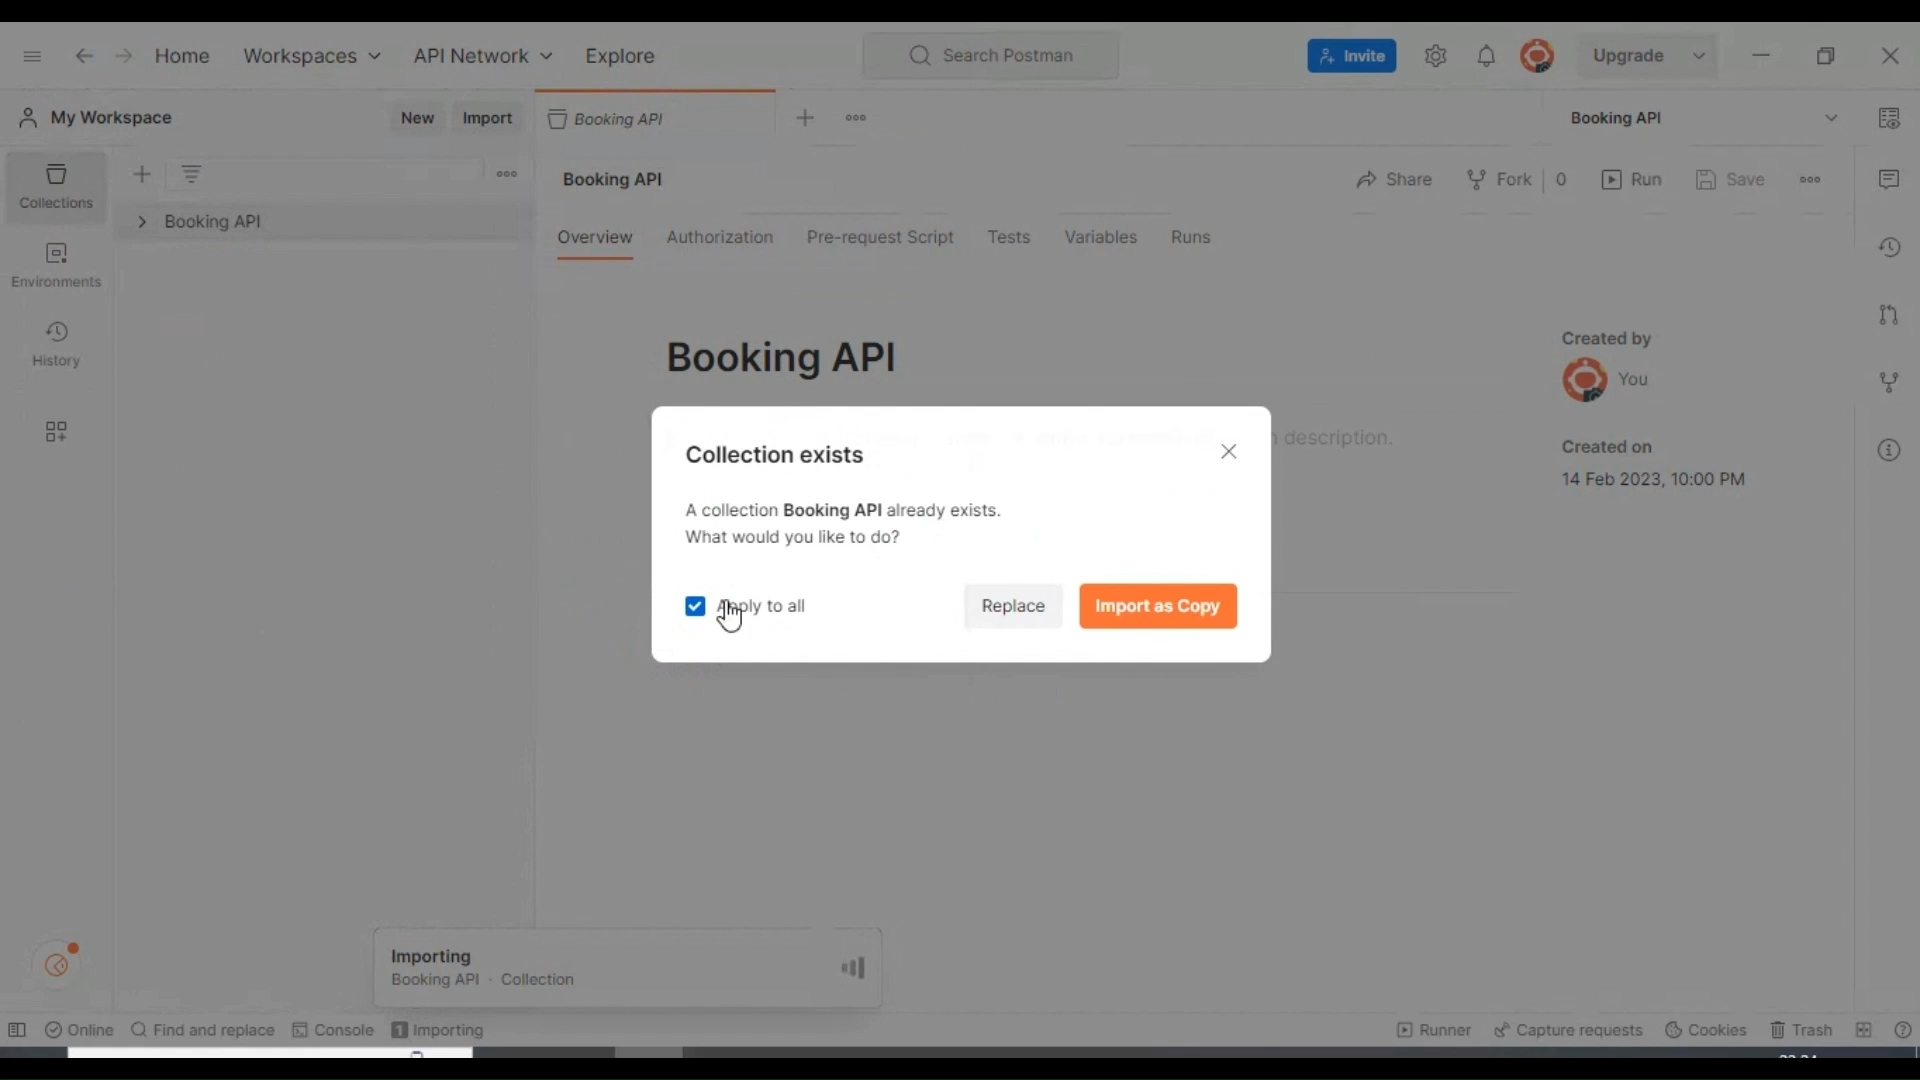 Home
Workspaces
API Network
Explore
Search Postman
Invite
Upgrade
My Workspace
New
Import
Booking API
Booking API
Collections
Booking API
Environments
History
Booking API
Share
Fork
0
Run
Save
Overview
Authorization
Pre-request Script
Tests
Variables
Runs
Booking API
description.
Created by
You
Created on
14 Feb 2023, 10:00 PM
Collection exists
A collection Booking API already exists.
What would you like to do?
to all
Replace
Import as Copy
Importing
Booking API · Collection
Online
Find and replace
Console
1 Importing
Runner
Capture requests
Cookies
Trash